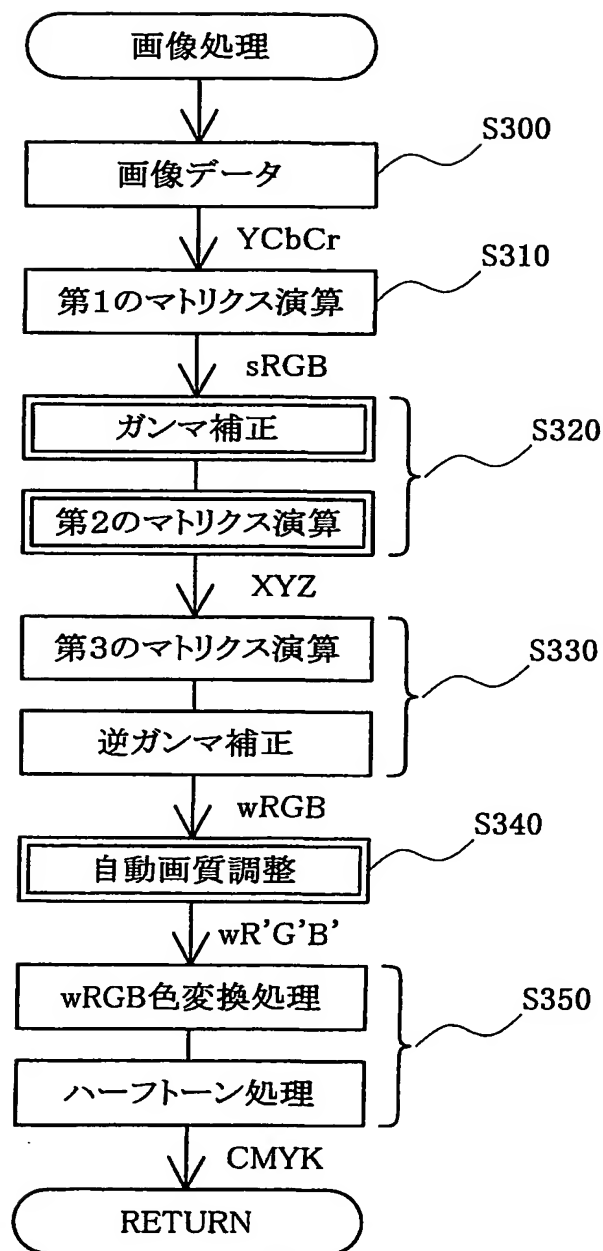 画像処理
画像データ
S300
YCbCr
第1のマトリクス演算
S310
sRGB
ガンマ補正
S320
第2のマトリクス演算
XYZ
第3のマトリクス演算
S330
逆ガンマ補正
wRGB
自動画質調整
S340
wR'G'B'
wRGB色変換処理
S350
ハーフトーン処理
CMYK
RETURN